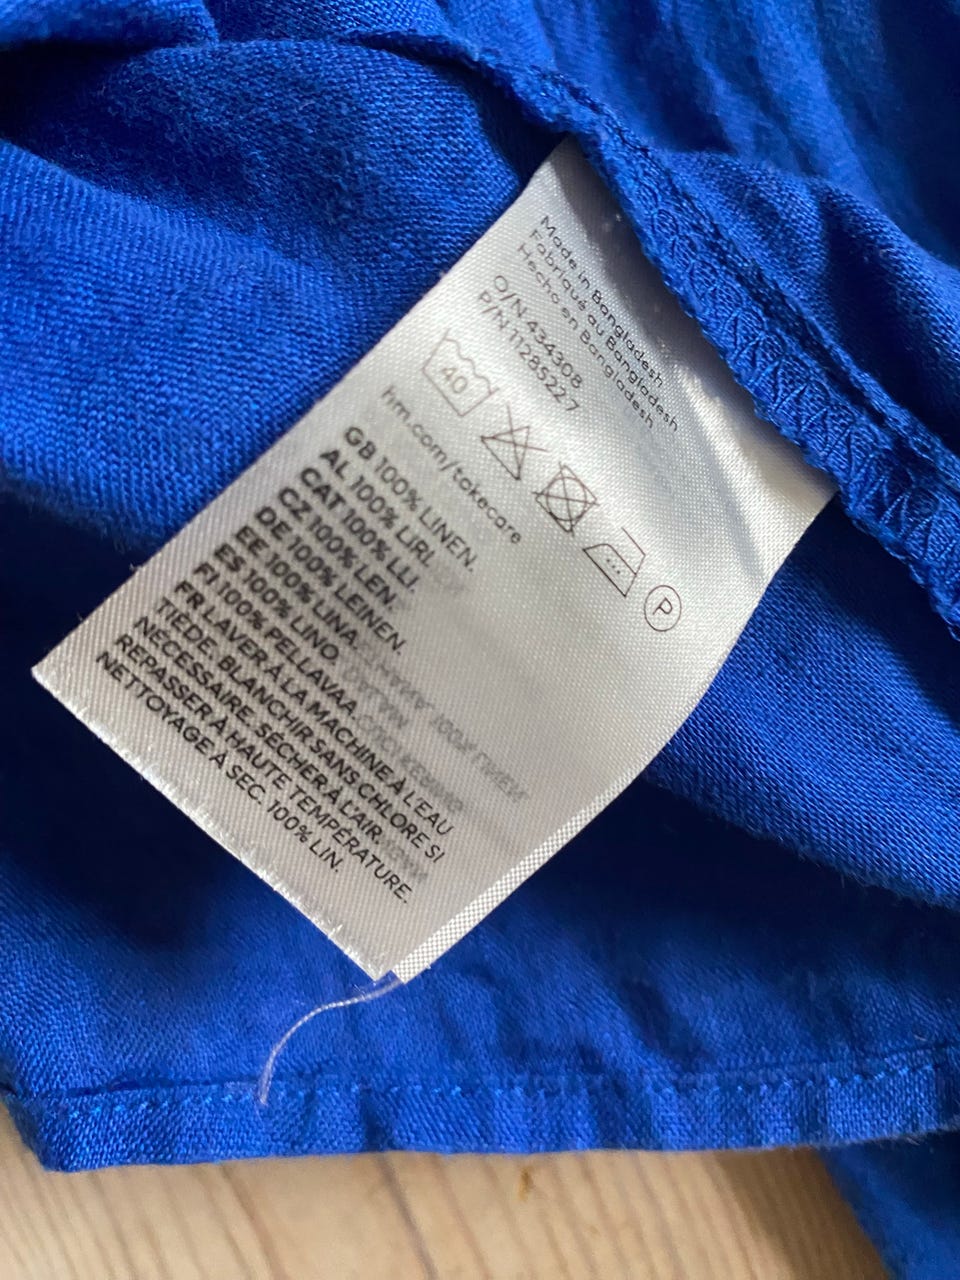 Made in Bangladesh
Fabriqué au Bangladesh
Hecho en Bangladesh
O/N 434308
P/N 11285227
40
P
hm.com/takecare
GB 100% LINEN.
AL 100% LIRI.
CAT 100% LLI.
CZ 100% LEN.
DE 100% LEINEN.
EE 100% LINA.
ES 100% LINO.
FI 100% PELLAVAA.
FR LAVER À LA MACHINE À L'EAU
TIÈDE. BLANCHIR SANS CHLORE SI
NÉCESSAIRE. SÉCHER À L'AIR.
REPASSER À HAUTE TEMPÉRATURE.
NETTOYAGE À SEC. 100% LIN.